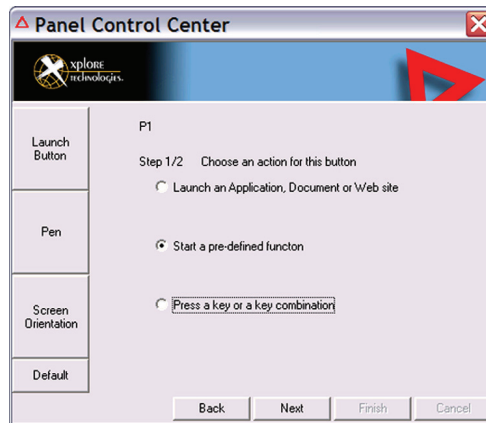 Panel Control Center
xplore
technologies.
P1
Step 1/2 Choose an action for this button
Launch an Application, Document or Web site
Start a pre-defined functon
Press a key or a key combination
Launch
Button
Pen
Screen
Orientation
Default
Back Next Finish Cancel